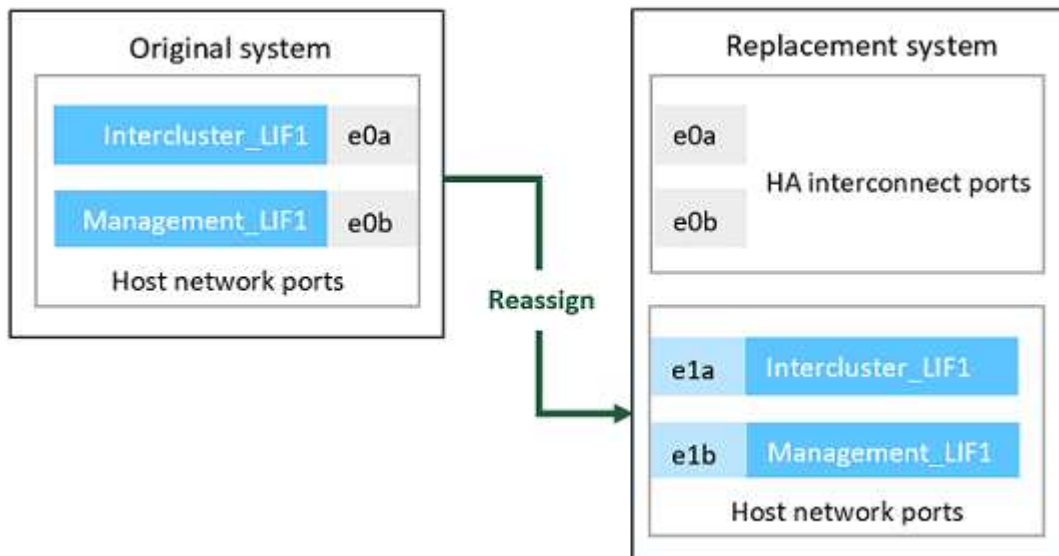 Original system
Intercluster_LIF1 e0a
Management_LIF1 e0b
Host network ports
Reassign
Replacement system
e0a
HA interconnect ports
e0b
e1a Intercluster_LIF1
e1b Management_LIF1
Host network ports